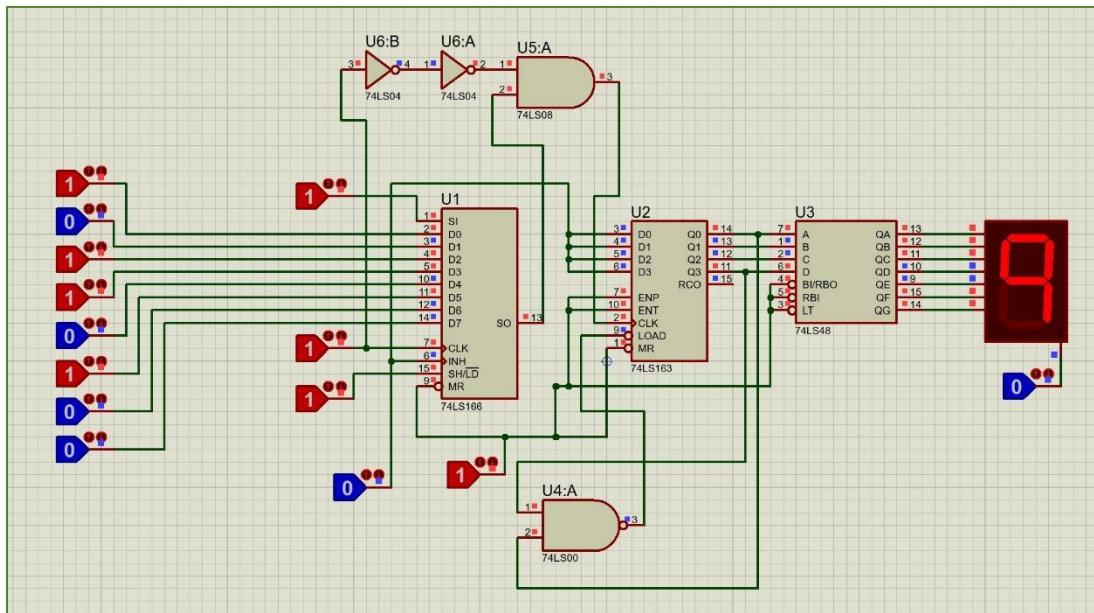 U6:B
3
4
74LS04
U6:A
1
2
74LS04
U5:A
1
2
3
74LS08
1
0
1
1
0
1
0
0
1
1
1
0
1
U1
1 SI
2 D0
3 D1
4 D2
5 D3
10 D4
11 D5
12 D6
14 D7
7 CLK
6 INH
15 SH/LD
9 MR
SO 13
74LS166
U2
3 D0 Q0 14
4 D1 Q1 13
5 D2 Q2 12
6 D3 Q3 11
RCO 15
7 ENP
10 ENT
2 CLK
9 LOAD
1 MR
74LS163
U3
7 A QA 13
1 B QB 12
2 C QC 11
6 D QD 10
4 BI/RBO QE 9
5 RBI QF 15
3 LT QG 14
74LS48
9
0
U4:A
1
2
3
74LS00